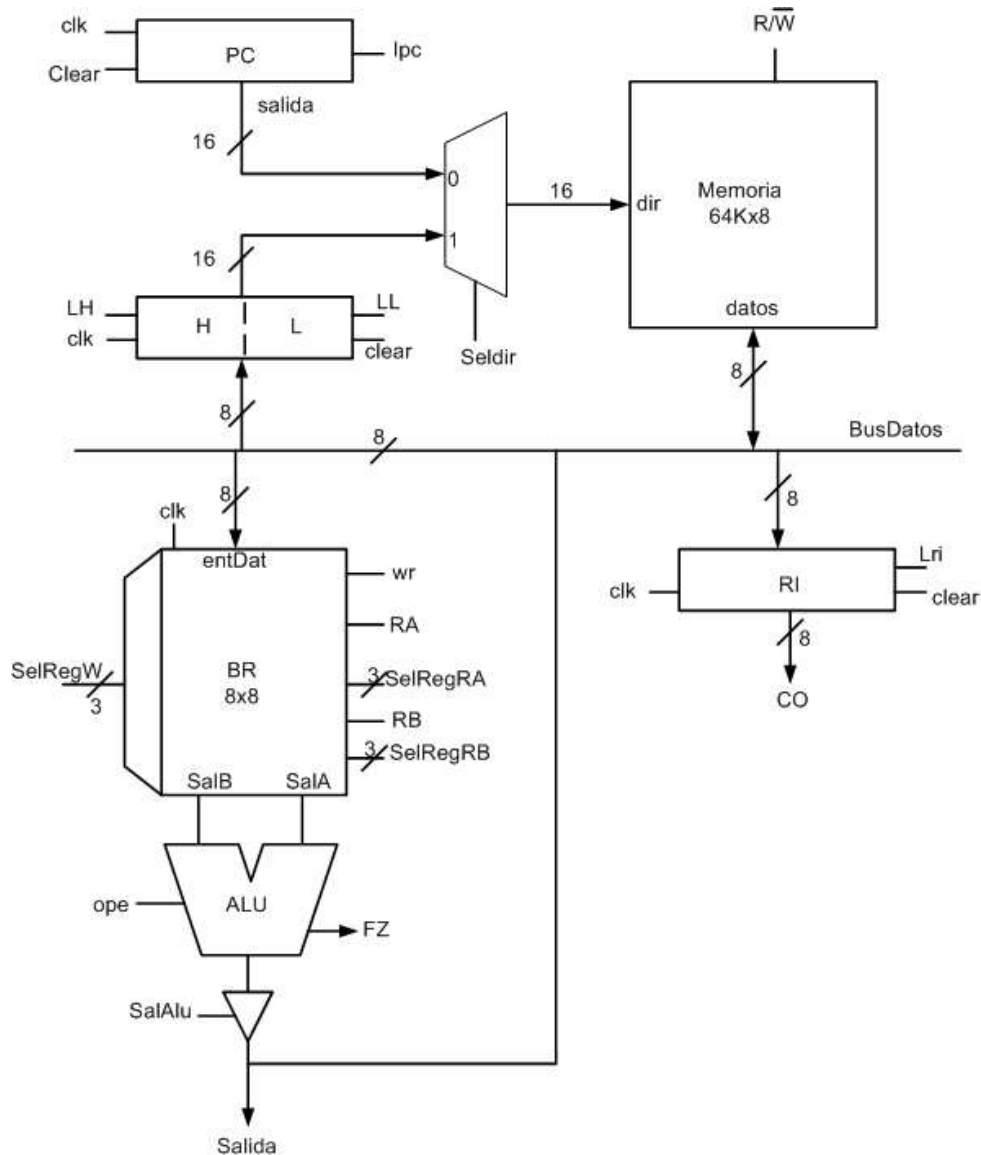 clk
Clear
PC
Ipc
salida
16
R/W̅
0
1
16
Seldir
dir
Memoria
64Kx8
datos
8
16
LH
clk
H
L
LL
clear
8
8
BusDatos
8
clk
entDat
wr
RA
SelRegW
3
BR
8x8
3
SelRegRA
RB
3
SelRegRB
SalB
SalA
8
clk
RI
Lri
clear
8
CO
ope
ALU
FZ
SalAlu
Salida